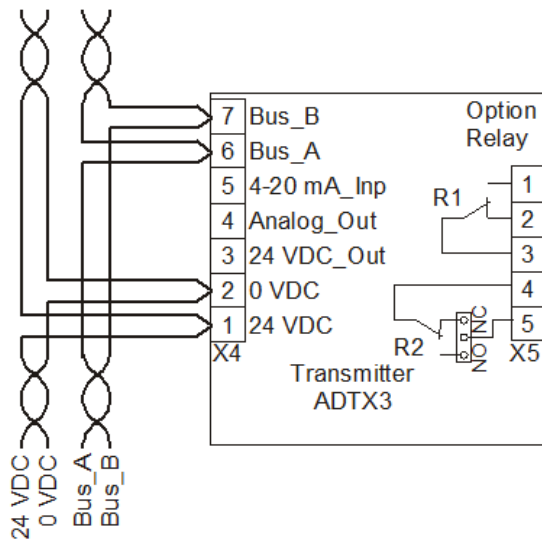 7 Bus_B
6 Bus_A
5 4-20 mA_Inp
4 Analog_Out
3 24 VDC_Out
2 0 VDC
1 24 VDC
X4
Option
Relay
R1
1
2
3
4
5
X5
R2
NC
NO
Transmitter
ADTX3
24 VDC
0 VDC
Bus_A
Bus_B